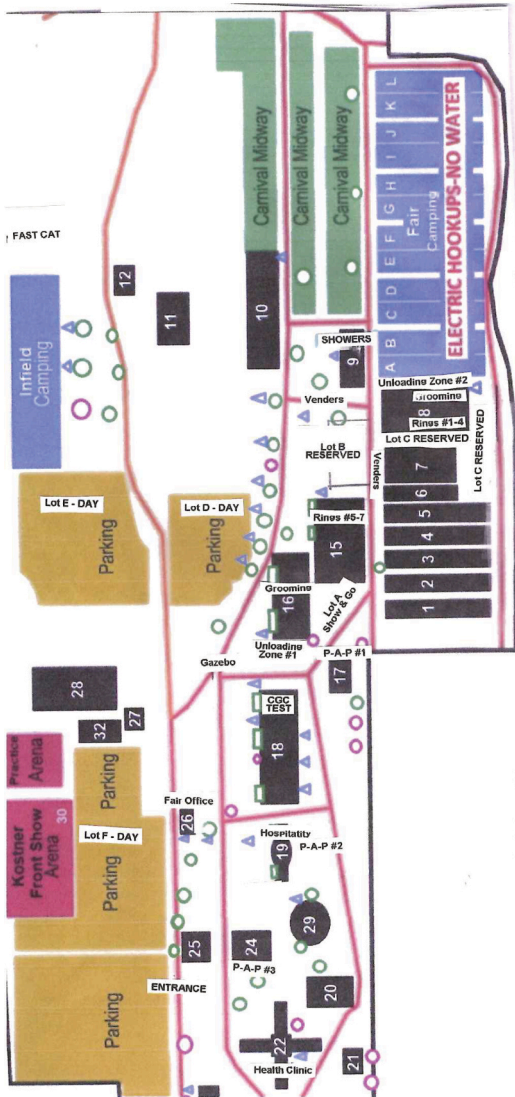 FAST CAT
Infield
Camping
12
11
10
Carnival Midway
Carnival Midway
Carnival Midway
L
K
J
I
H
G
F
E
D
C
B
A
Fair
Camping
ELECTRIC HOOKUPS-NO WATER
SHOWERS
9
Venders
Unloading Zone #2
Grooming
8
Rings #1-4
Lot B
RESERVED
Lot C RESERVED
Lot C RESERVED
Venders
7
6
5
4
3
2
1
Lot E - DAY
Parking
Lot D - DAY
Parking
Rings #5-7
15
Grooming
16
Lot A
Show & Go
Unloading
Zone #1
Gazebo
P-A-P #1
17
28
32
27
CGC
TEST
18
Practice
Arena
Kostner
Front Show
Arena
30
Parking
Lot F - DAY
Parking
Fair Office
26
Hospitality
19
P-A-P #2
25
24
29
P-A-P #3
ENTRANCE
20
Parking
22
Health Clinic
21